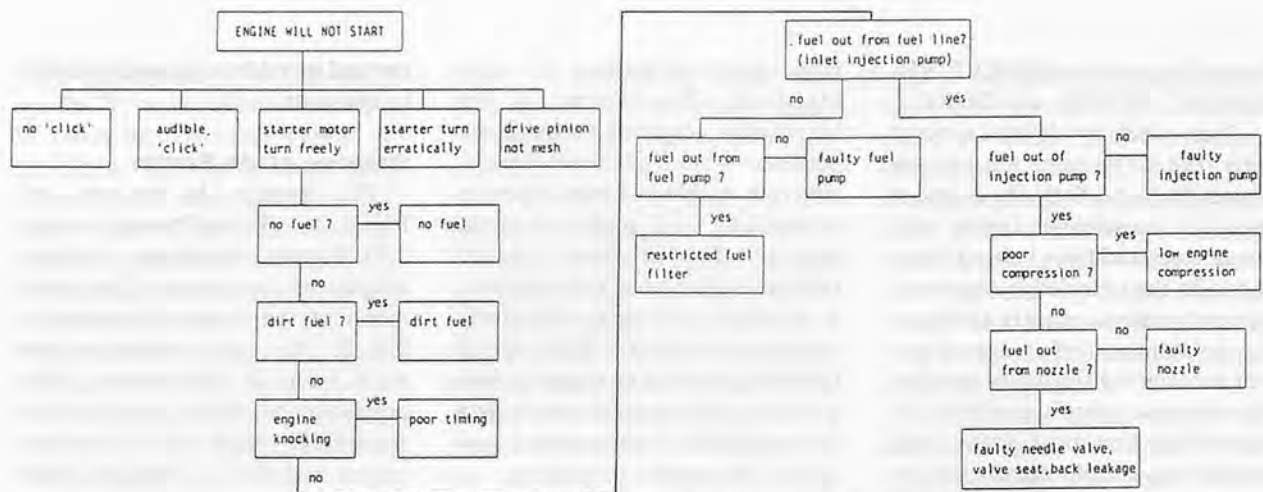 ENGINE WILL NOT START
no 'click'
audible.
'click'
starter motor
turn freely
starter turn
erratically
drive pinion
not mesh
no fuel ?
yes
no fuel
no
dirt fuel ?
yes
dirt fuel
no
engine
knocking
yes
poor timing
no
.fuel out from fuel line?
(inlet injection pump)
no
yes
fuel out from
fuel pump ?
no
faulty fuel
pump
yes
restricted fuel
filter
fuel out of
injection pump ?
no
faulty
injection pump
yes
poor
compression ?
yes
low engine
compression
no
fuel out
from nozzle ?
no
faulty
nozzle
yes
faulty needle valve,
valve seat,back leakage